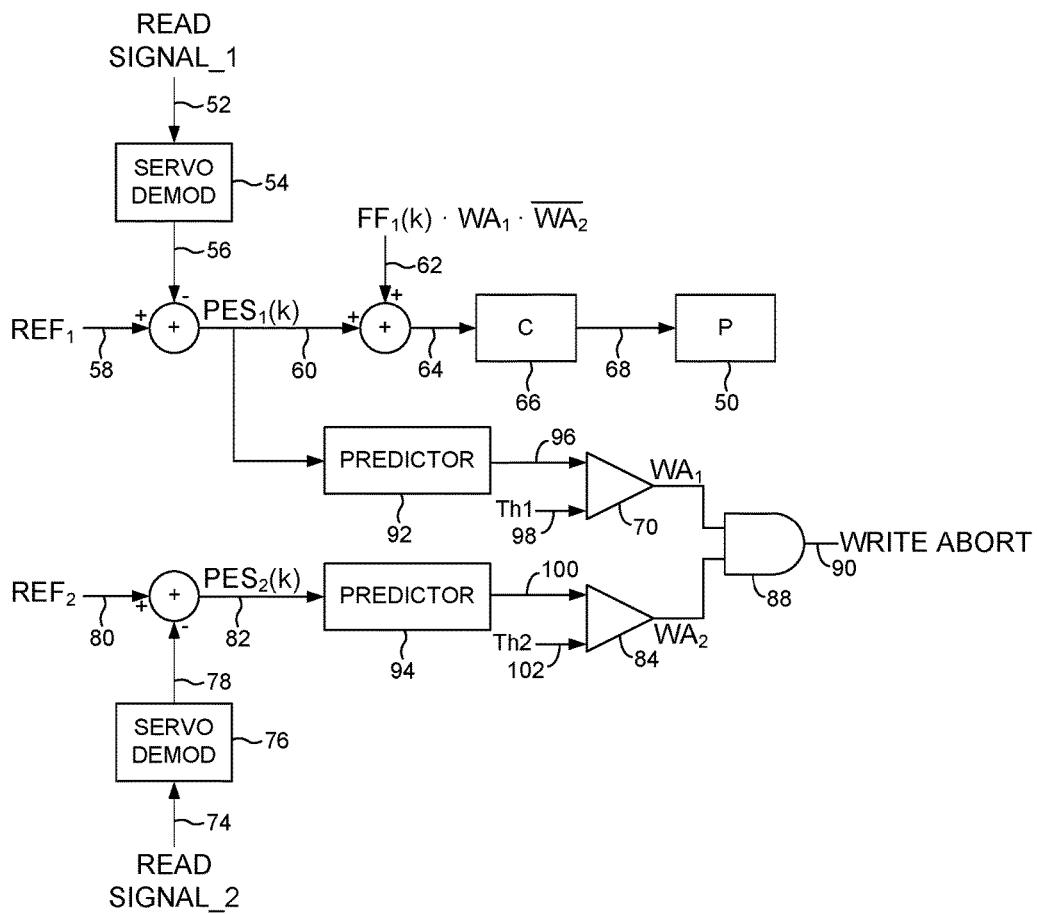 READ
SIGNAL_1
52
SERVO
DEMOD
54
56
FF₁(k) · WA₁ · W̅A̅₂̅
62
REF₁
58
+
-
+
PES₁(k)
60
+
+
+
64
C
66
68
P
50
PREDICTOR
92
96
Th1
98
70
WA₁
88
90
WRITE ABORT
REF₂
80
+
+
-
PES₂(k)
82
PREDICTOR
94
100
Th2
102
84
WA₂
78
SERVO
DEMOD
76
74
READ
SIGNAL_2